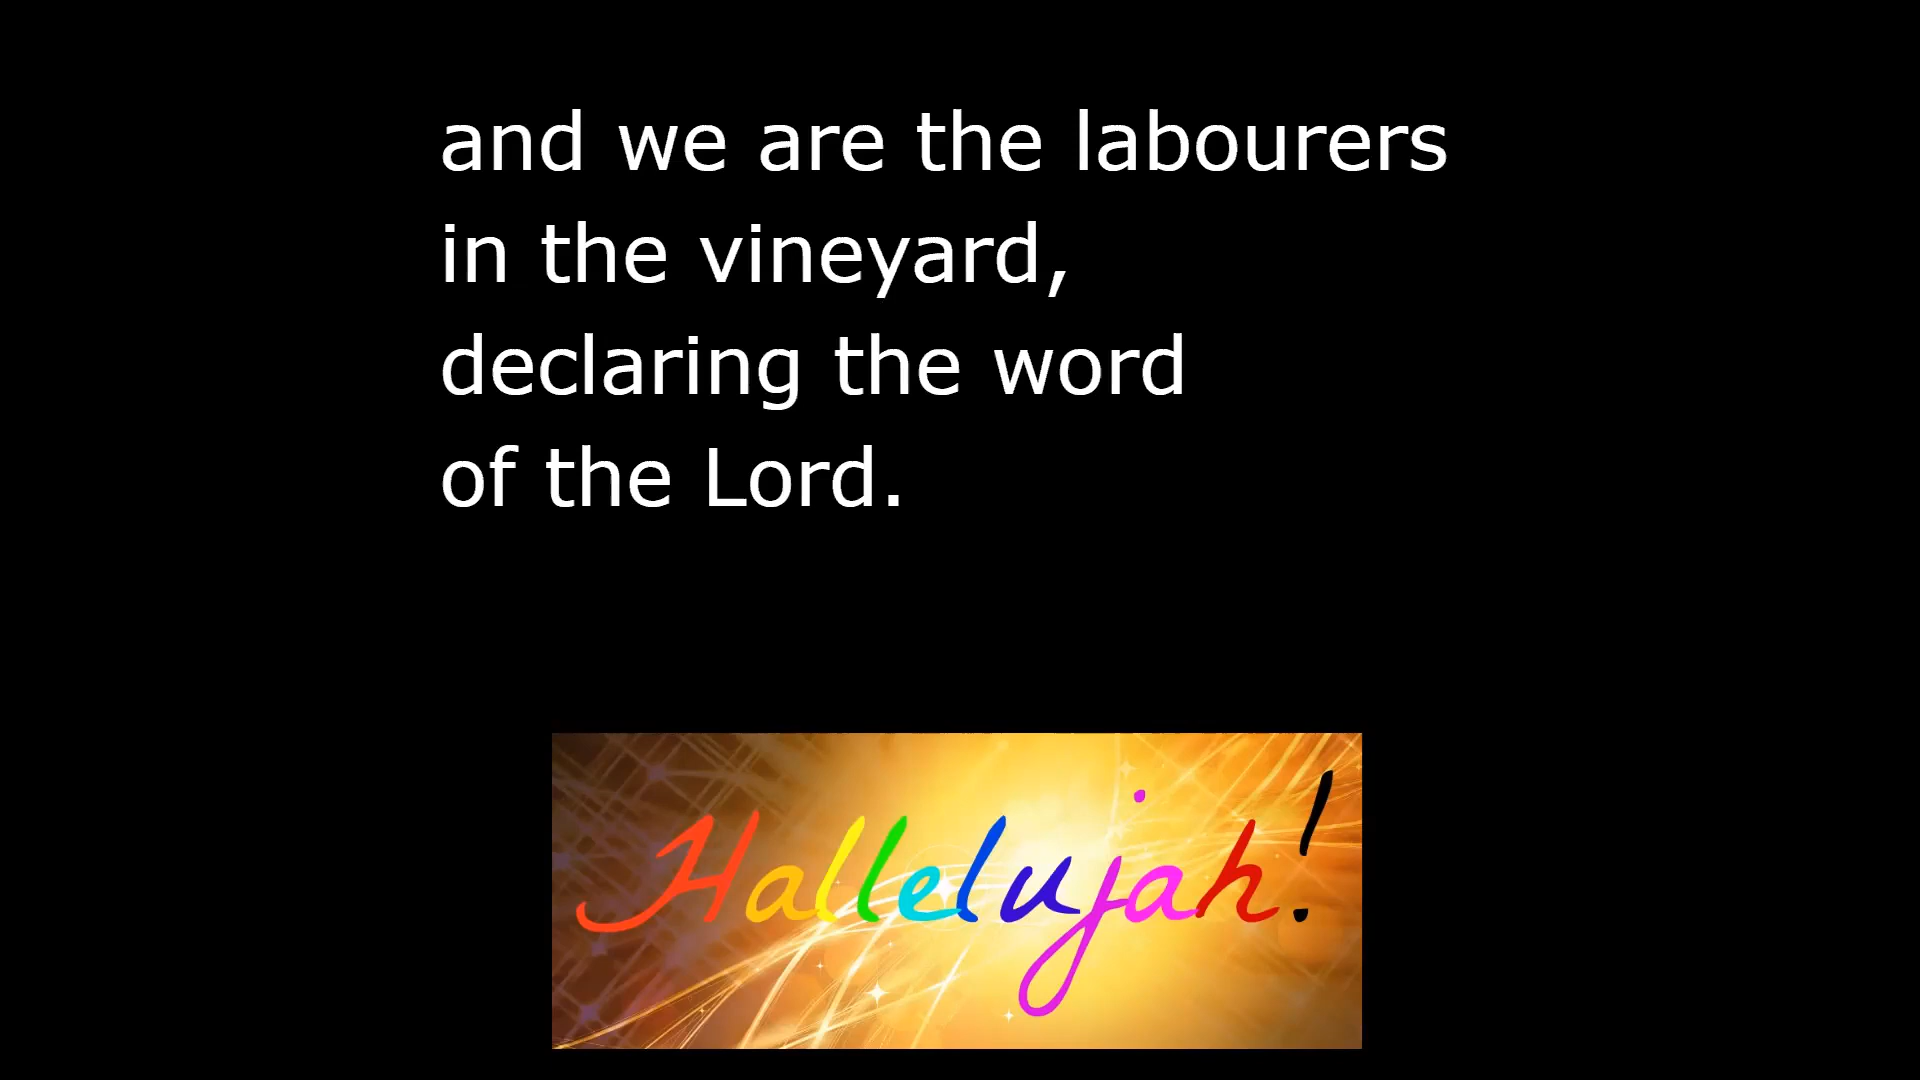 and we are the labourers
in the vineyard,
declaring the word
of the Lord.
Hallelujah!